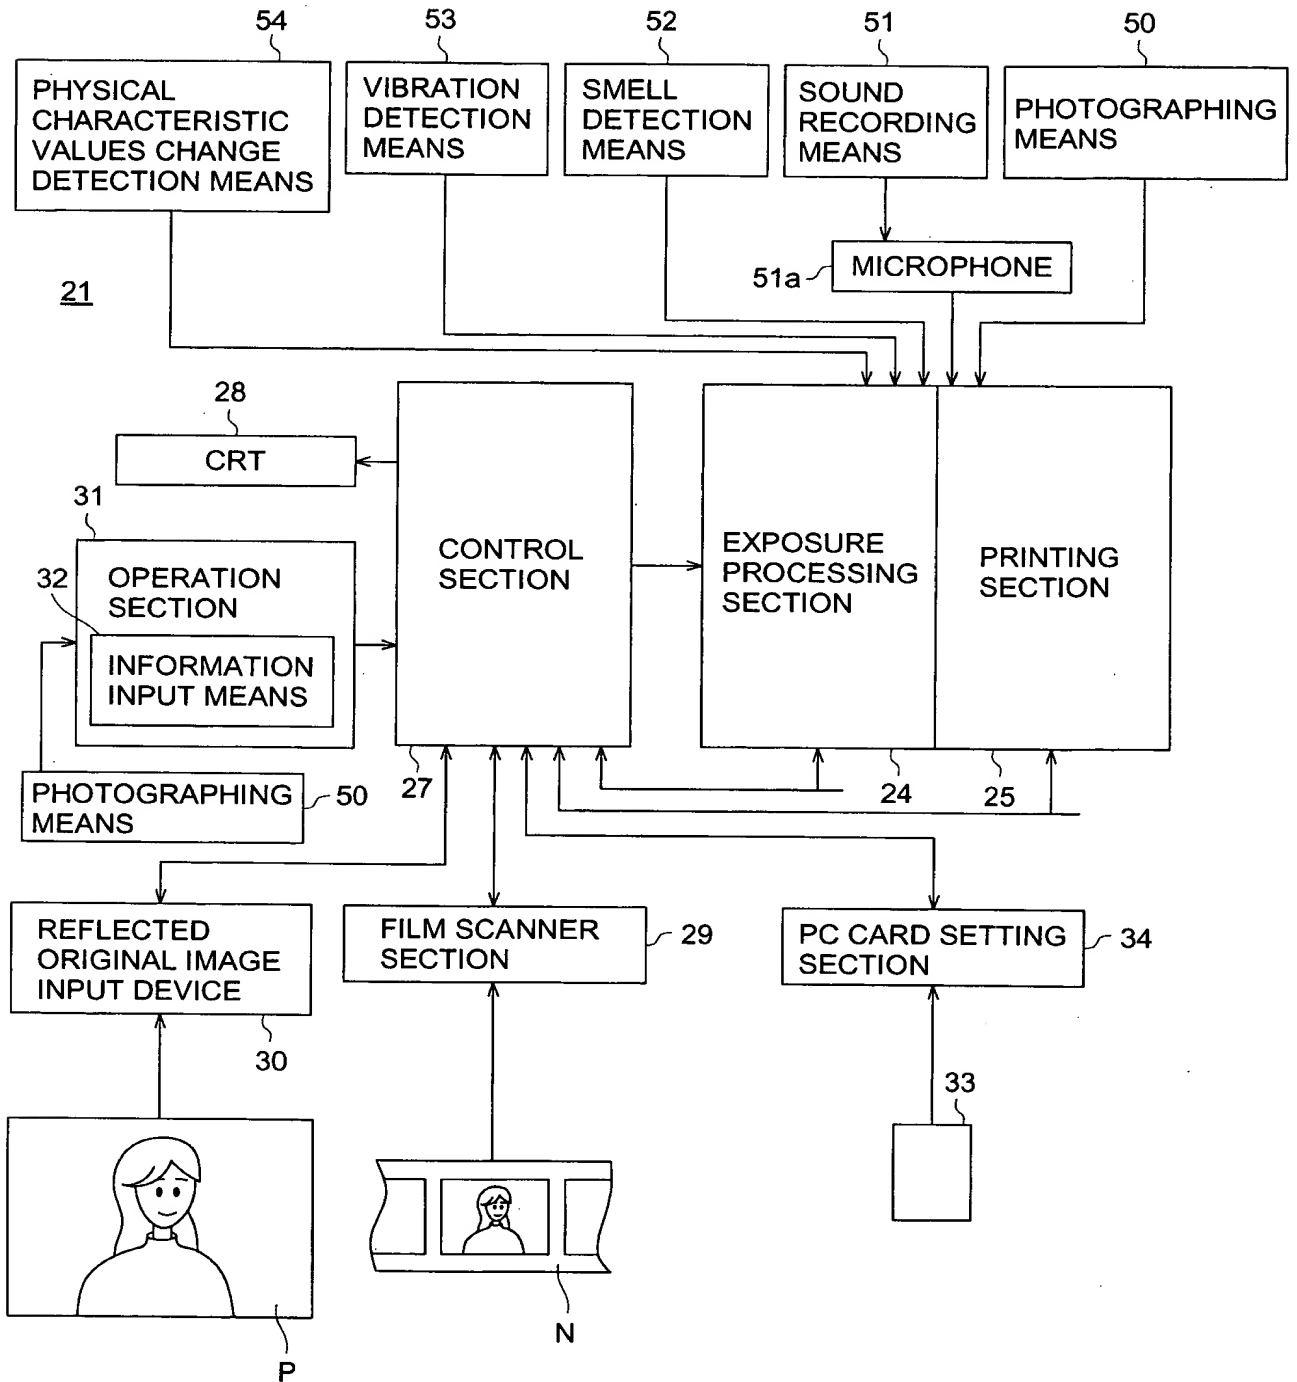 54
53
52
51
50
PHYSICAL
CHARACTERISTIC
VALUES CHANGE
DETECTION MEANS
VIBRATION
DETECTION
MEANS
SMELL
DETECTION
MEANS
SOUND
RECORDING
MEANS
PHOTOGRAPHING
MEANS
51a
MICROPHONE
21
28
CRT
31
32
OPERATION
SECTION
INFORMATION
INPUT MEANS
CONTROL
SECTION
EXPOSURE
PROCESSING
SECTION
PRINTING
SECTION
27
24
25
PHOTOGRAPHING
MEANS
50
REFLECTED
ORIGINAL IMAGE
INPUT DEVICE
30
FILM SCANNER
SECTION
29
PC CARD SETTING
SECTION
34
33
N
P